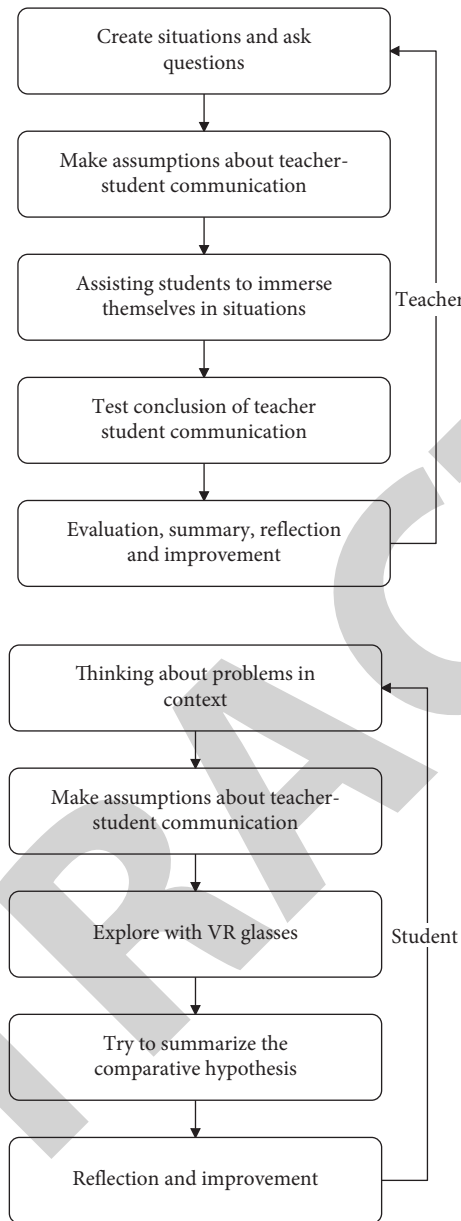 Create situations and ask
questions
Make assumptions about teacher-
student communication
Assisting students to immerse
themselves in situations
Teacher
Test conclusion of teacher
student communication
Evaluation, summary, reflection
and improvement
Thinking about problems in
context
Make assumptions about teacher-
student communication
Explore with VR glasses
Student
Try to summarize the
comparative hypothesis
Reflection and improvement